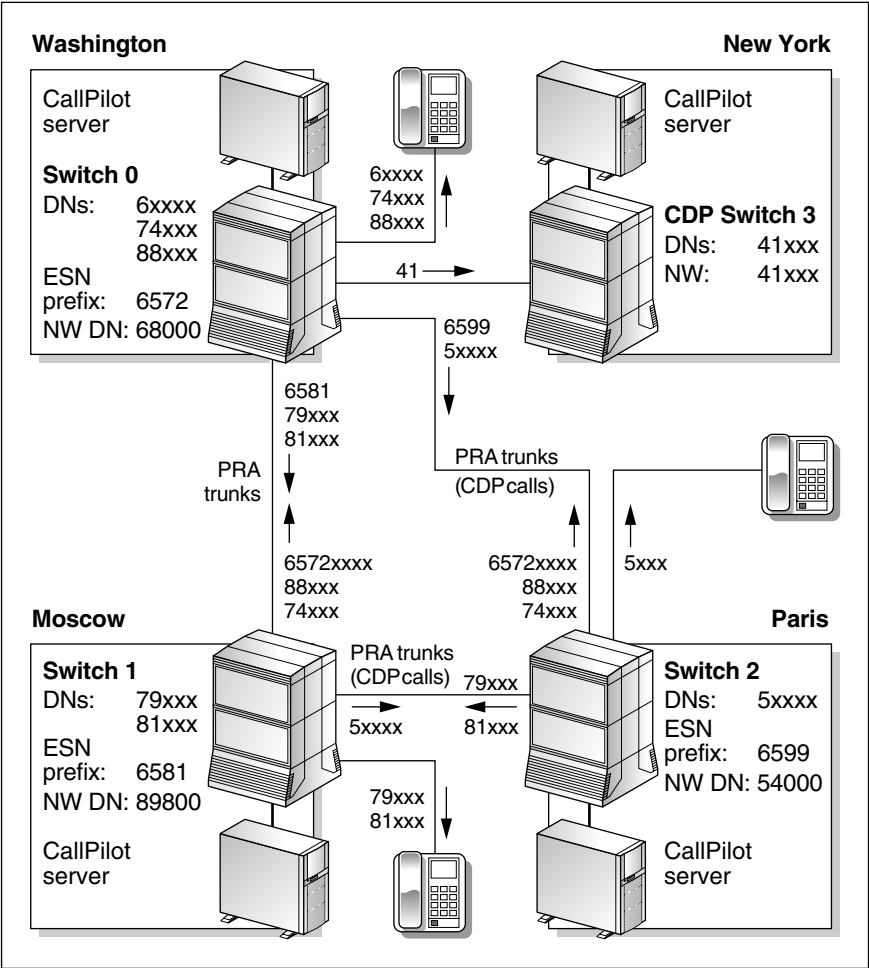 Washington
New York
CallPilot
server
Switch 0
DNs: 6xxxx
74xxx
88xxx
ESN
prefix: 6572
NW DN: 68000
6xxxx
74xxx
88xxx
41
CallPilot
server
CDP Switch 3
DNs: 41xxx
NW: 41xxx
6599
5xxxx
6581
79xxx
81xxx
PRA
trunks
PRA trunks
(CDP calls)
6572xxxx
88xxx
74xxx
6572xxxx
88xxx
74xxx
5xxx
Moscow
Paris
Switch 1
DNs: 79xxx
81xxx
ESN
prefix: 6581
NW DN: 89800
CallPilot
server
PRA trunks
(CDP calls)
79xxx
5xxxx
81xxx
79xxx
81xxx
Switch 2
DNs: 5xxxx
ESN
prefix: 6599
NW DN: 54000
CallPilot
server